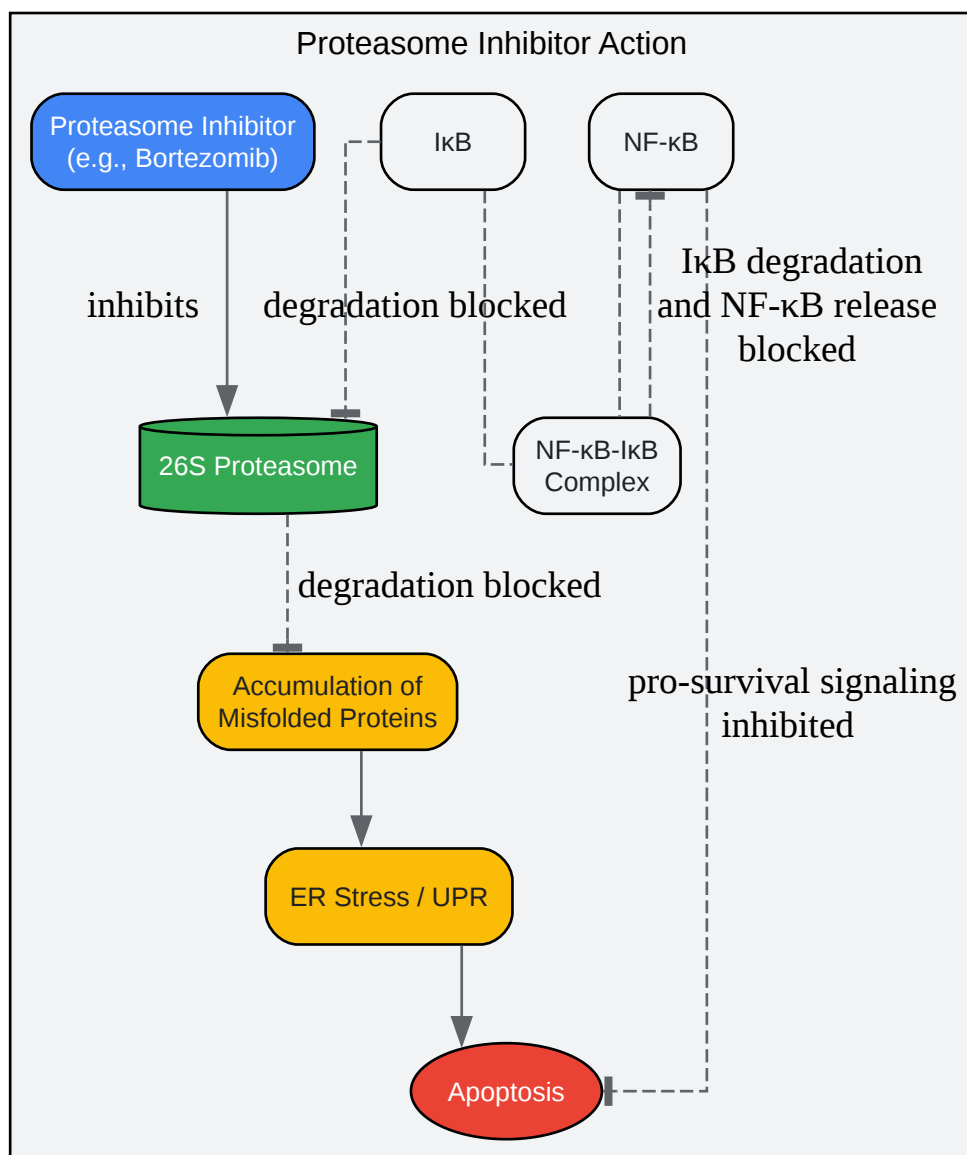 Proteasome Inhibitor Action
Proteasome Inhibitor
(e.g., Bortezomib)
IκB
NF-κB
inhibits
degradation blocked
IκB degradation
and NF-κB release
blocked
26S Proteasome
NF-κB-IκB
Complex
degradation blocked
Accumulation of
Misfolded Proteins
pro-survival signaling
inhibited
ER Stress / UPR
Apoptosis